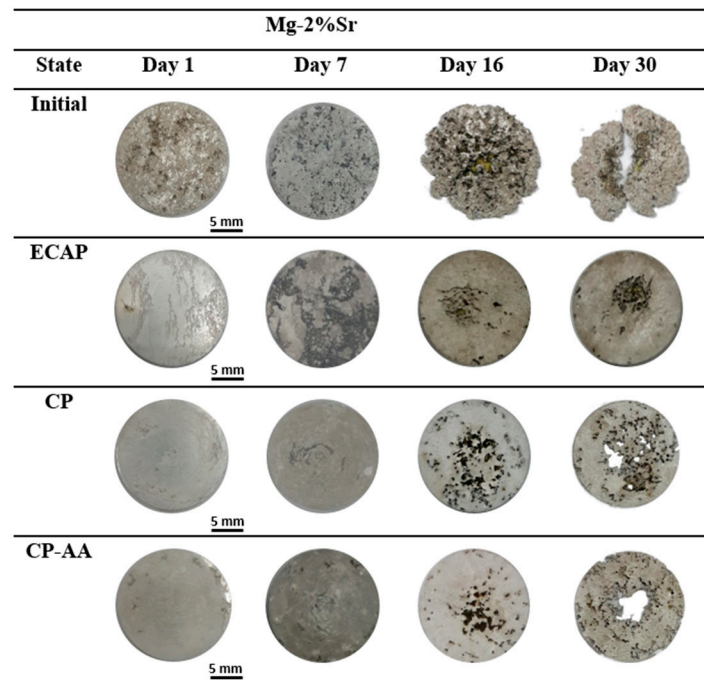 Mg-2%Sr
State Day 1 Day 7 Day 16 Day 30
Initial
5 mm
ECAP
5 mm
CP
5 mm
CP-AA
5 mm